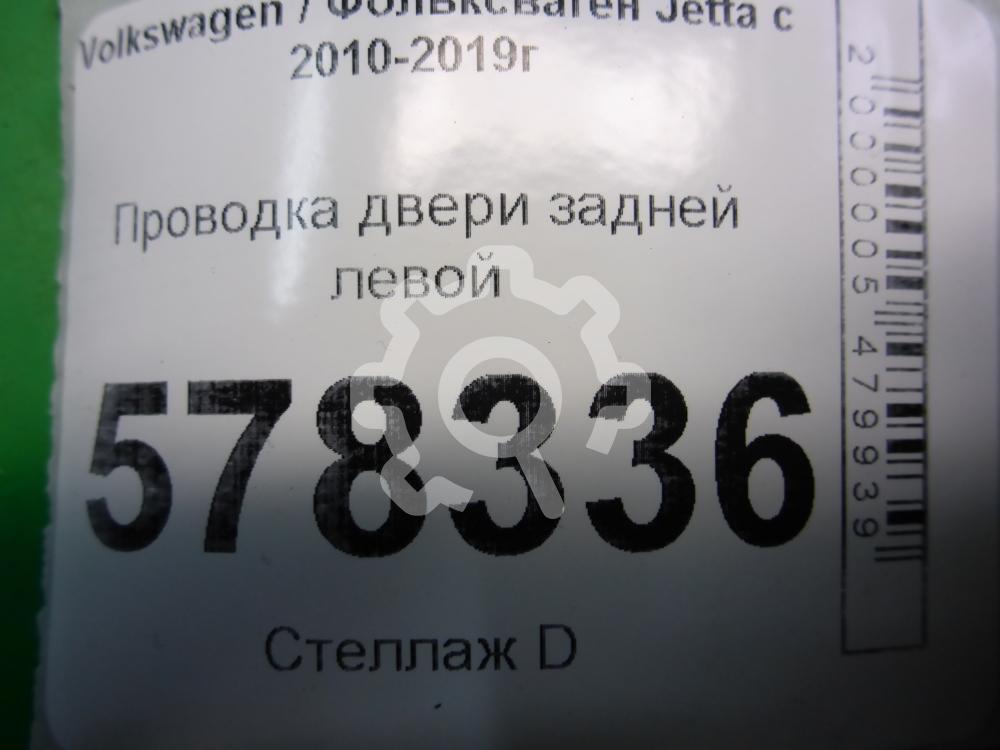 Volkswagen / Фольксваген Jetta с
2010-2019г
Проводка двери задней
левой
578336
Стеллаж D
2000005479939